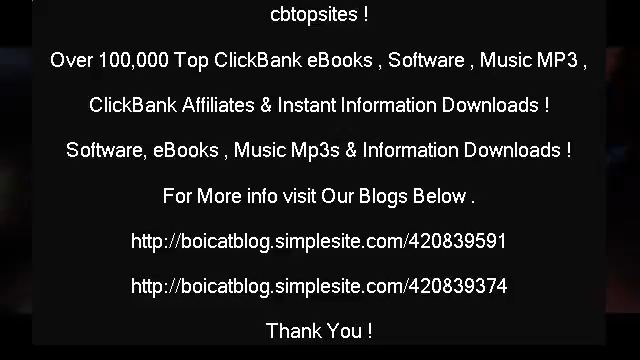 cbtopsites !
Over 100,000 Top ClickBank eBooks , Software , Music MP3 ,
ClickBank Affiliates & Instant Information Downloads !
Software, eBooks , Music Mp3s & Information Downloads !
For More info visit Our Blogs Below .
http://boicatblog.simplesite.com/420839591
http://boicatblog.simplesite.com/420839374
Thank You !